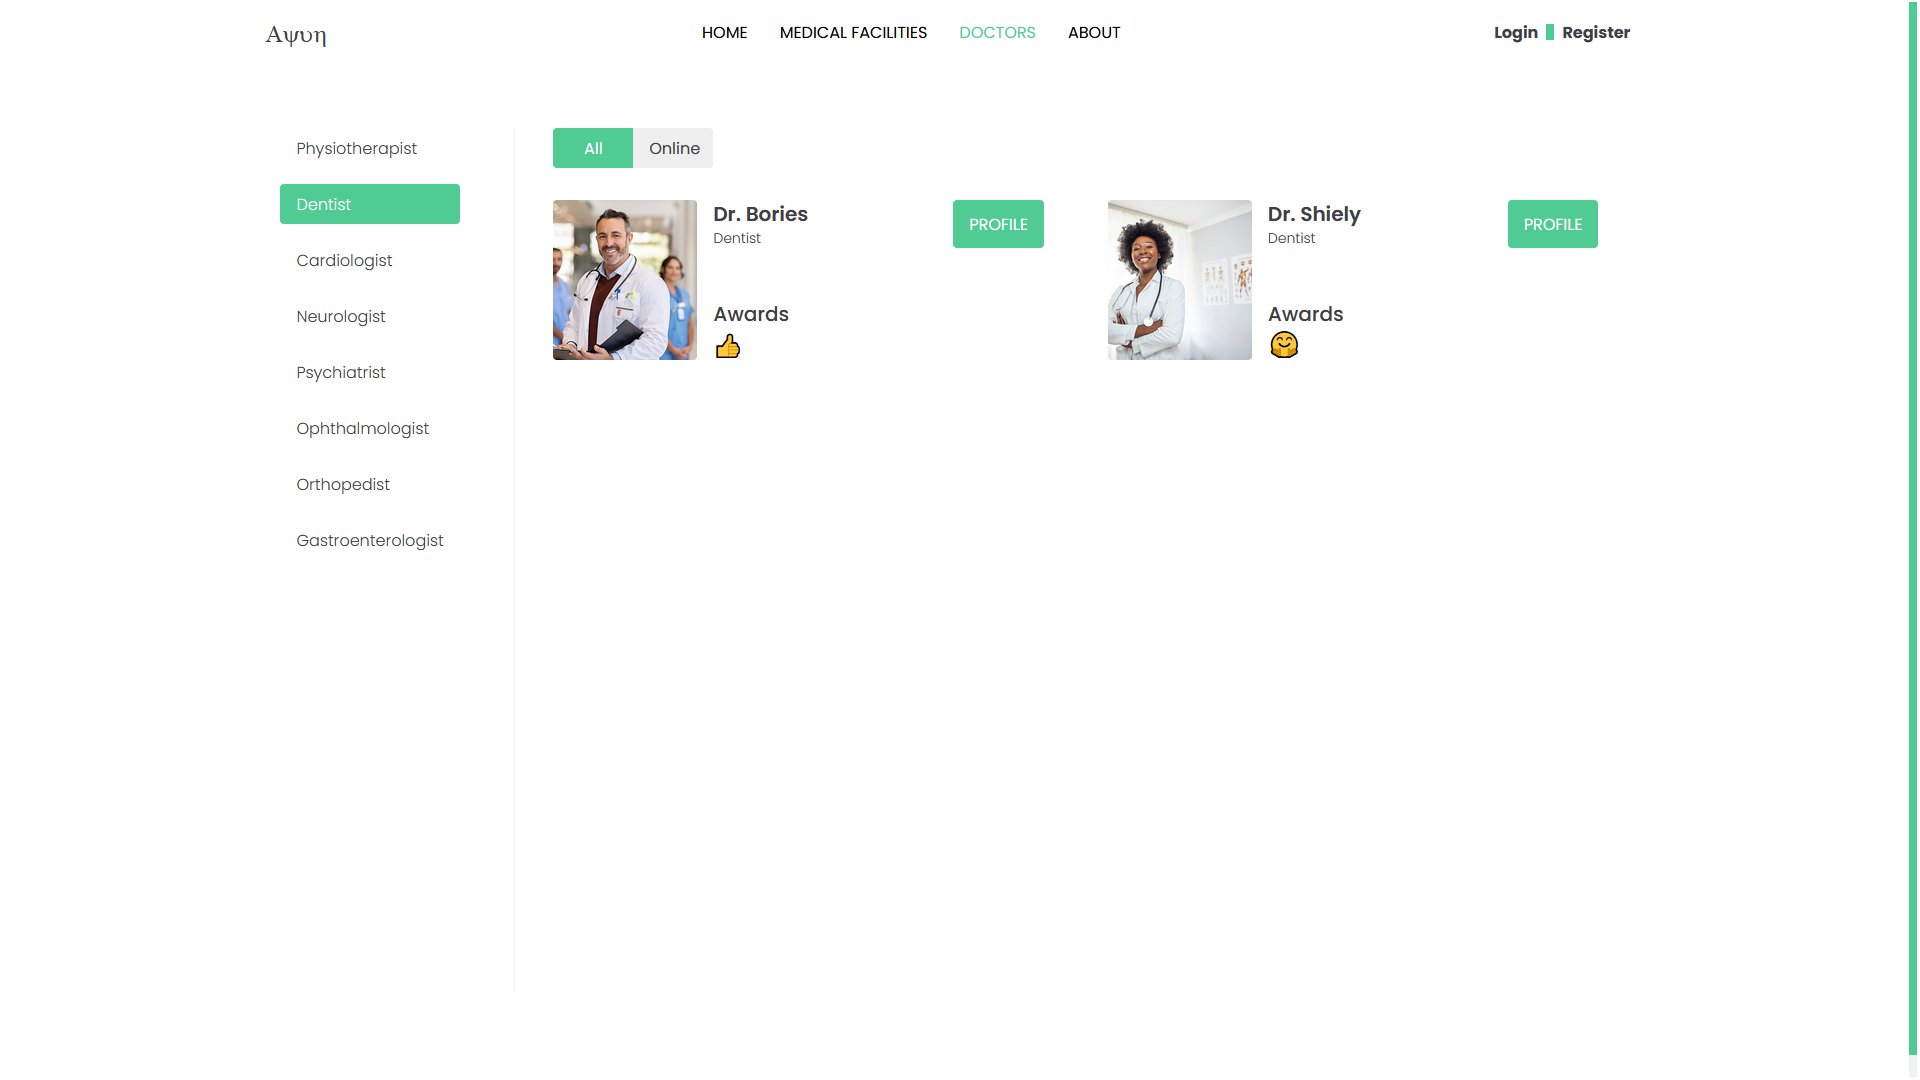 Αψυη
HOME MEDICAL FACILITIES DOCTORS ABOUT
Login Register
Physiotherapist
Dentist
Cardiologist
Neurologist
Psychiatrist
Ophthalmologist
Orthopedist
Gastroenterologist
All Online
Dr. Bories
Dentist
PROFILE
Awards
Dr. Shiely
Dentist
PROFILE
Awards